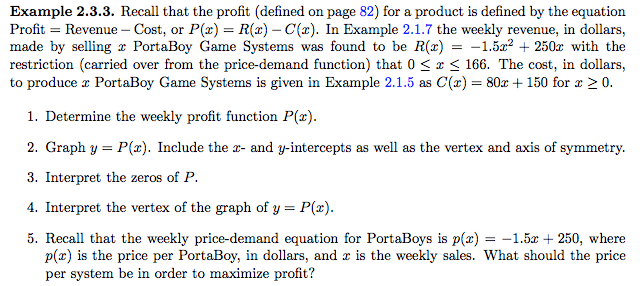 Example 2.3.3. Recall that the profit (defined on page 82) for a product is defined by the equation
Profit = Revenue − Cost, or P(x) = R(x) − C(x). In Example 2.1.7 the weekly revenue, in dollars,
made by selling x PortaBoy Game Systems was found to be R(x) = −1.5x² + 250x with the
restriction (carried over from the price-demand function) that 0 ≤ x ≤ 166. The cost, in dollars,
to produce x PortaBoy Game Systems is given in Example 2.1.5 as C(x) = 80x + 150 for x ≥ 0.
1. Determine the weekly profit function P(x).
2. Graph y = P(x). Include the x- and y-intercepts as well as the vertex and axis of symmetry.
3. Interpret the zeros of P.
4. Interpret the vertex of the graph of y = P(x).
5. Recall that the weekly price-demand equation for PortaBoys is p(x) = −1.5x + 250, where
p(x) is the price per PortaBoy, in dollars, and x is the weekly sales. What should the price
per system be in order to maximize profit?